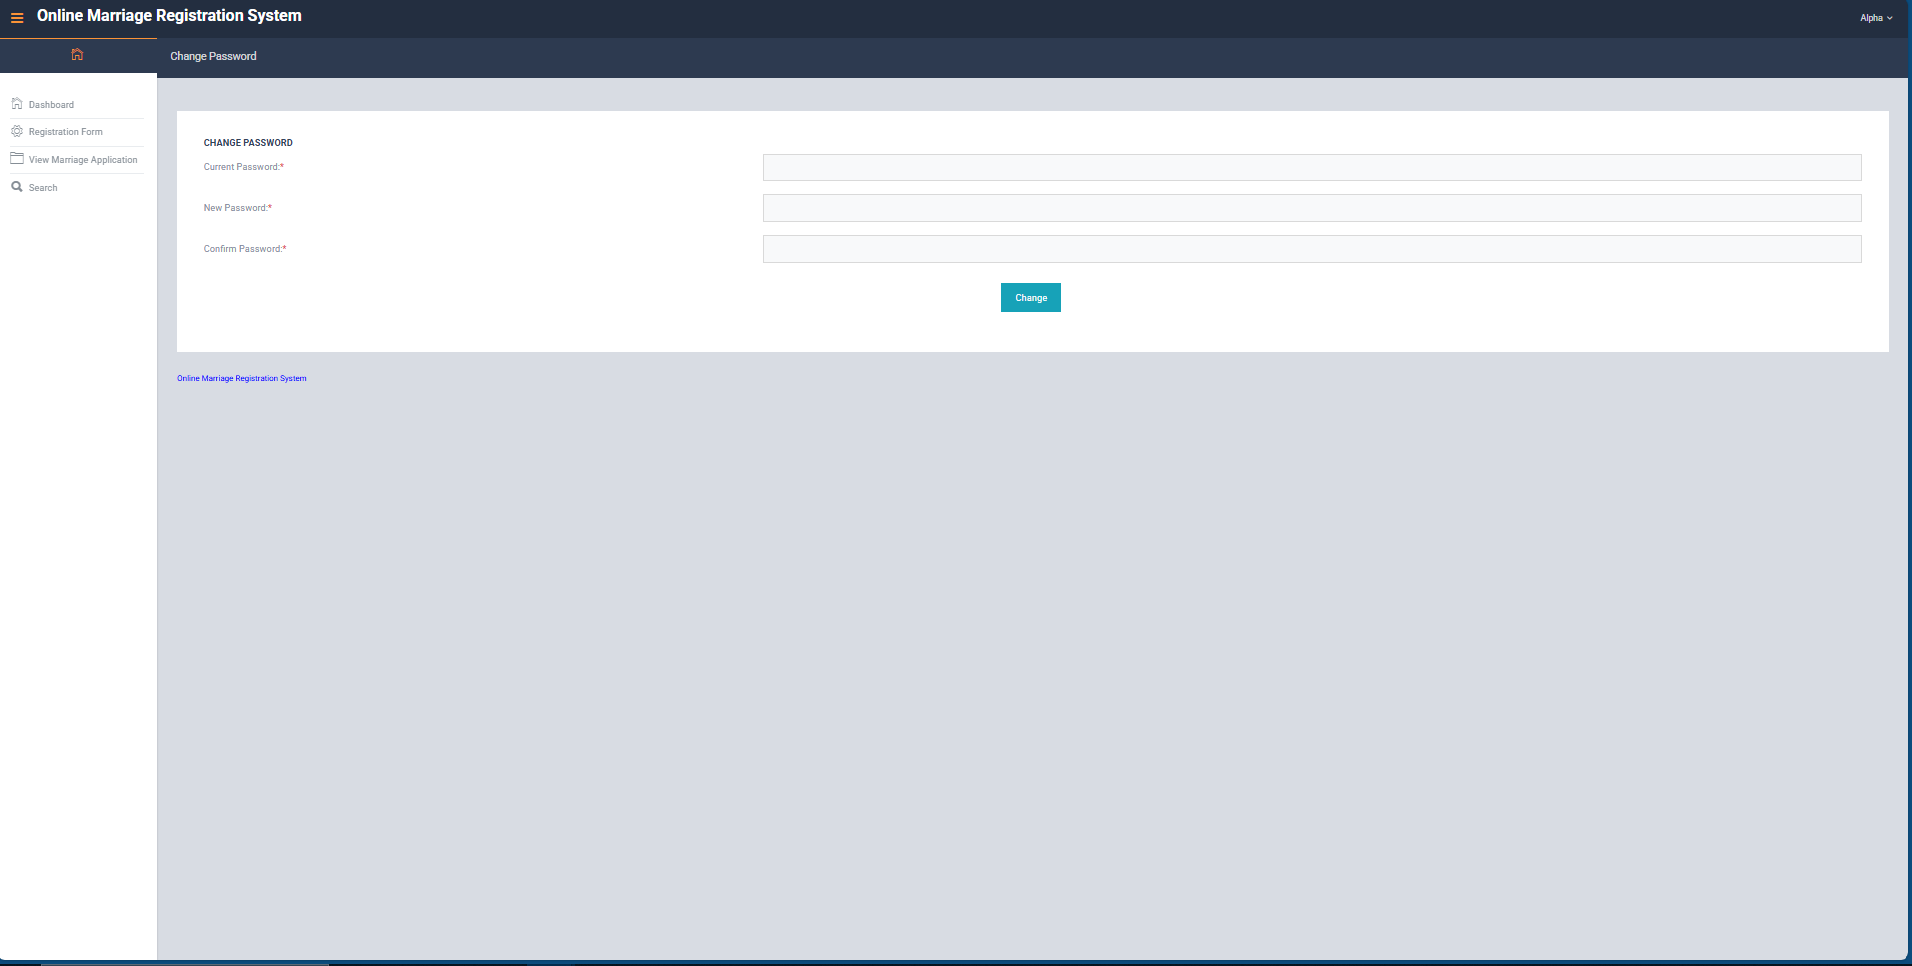 Online Marriage Registration System
Alpha
Change Password
Dashboard
Registration Form
View Marriage Application
Search
CHANGE PASSWORD
Current Password:*
New Password:*
Confirm Password:*
Change
Online Marriage Registration System